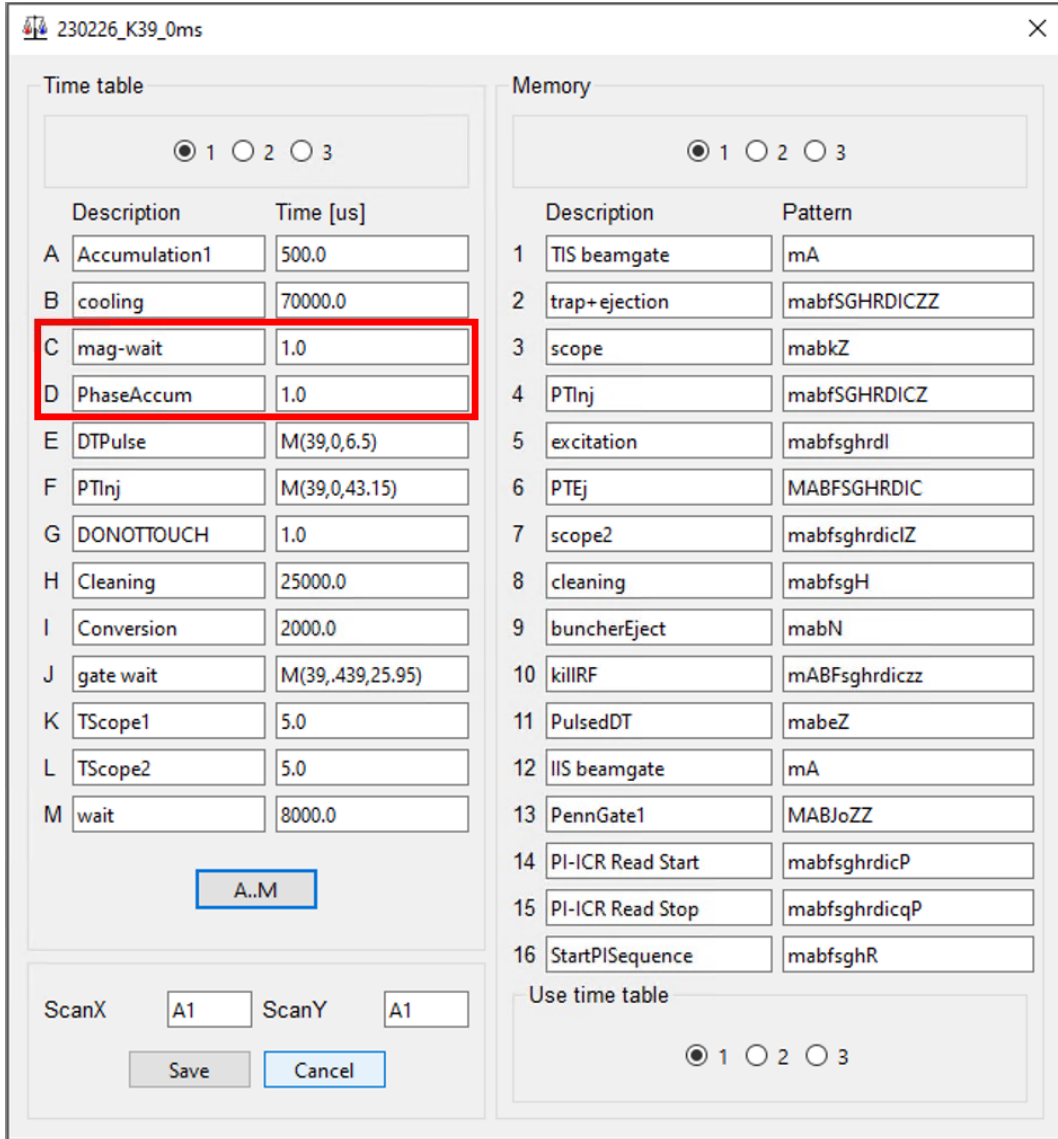 230226_K39_0ms
Time table
1 2 3
Description Time [us]
A Accumulation1 500.0
B cooling 70000.0
C mag-wait 1.0
D PhaseAccum 1.0
E DTPulse M(39,0,6.5)
F PTInj M(39,0,43.15)
G DONOTTOUCH 1.0
H Cleaning 25000.0
I Conversion 2000.0
J gate wait M(39,.439,25.95)
K TScope1 5.0
L TScope2 5.0
M wait 8000.0
A..M
ScanX A1 ScanY A1
Save Cancel
Memory
1 2 3
Description Pattern
1 TIS beamgate mA
2 trap+ejection mabfSGHRDICZZ
3 scope mabkZ
4 PTInj mabfSGHRDICZ
5 excitation mabfsghrdI
6 PTEj MABFSGHRDIC
7 scope2 mabfsghrdiclZ
8 cleaning mabfsgH
9 buncherEject mabN
10 killRF mABFsghrdiczz
11 PulsedDT mabeZ
12 IIS beamgate mA
13 PennGate1 MABJoZZ
14 PI-ICR Read Start mabfsghrdicP
15 PI-ICR Read Stop mabfsghrdicqP
16 StartPISequence mabfsghR
Use time table
1 2 3